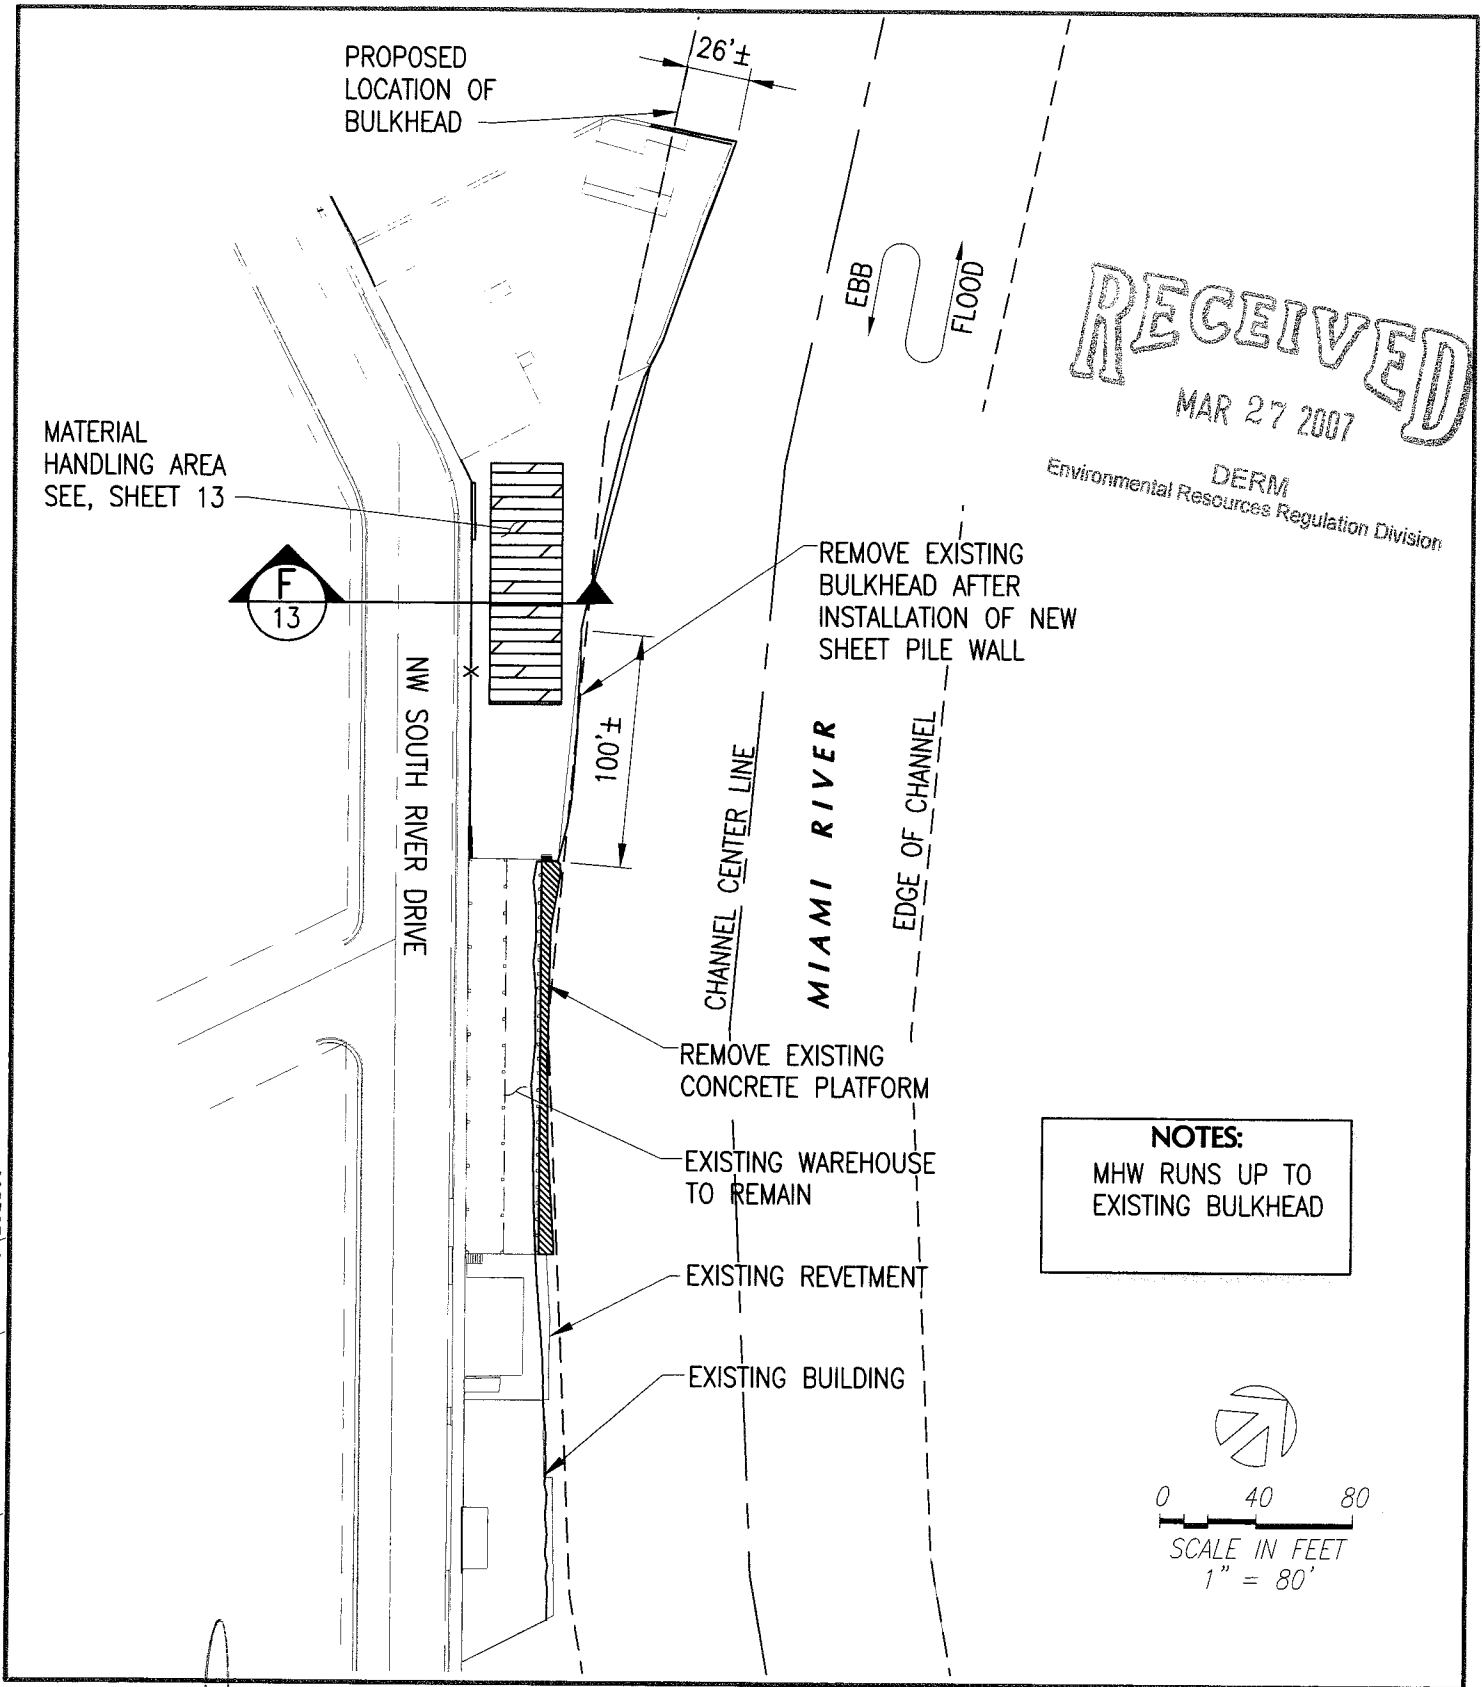 PROPOSED
LOCATION OF
BULKHEAD
26'±
EBB
FLOOD
RECEIVED
MAR 27 2007
DERM
Environmental Resources Regulation Division
MATERIAL
HANDLING AREA
SEE, SHEET 13
F
13
REMOVE EXISTING
BULKHEAD AFTER
INSTALLATION OF NEW
SHEET PILE WALL
NW SOUTH RIVER DRIVE
100'±
CHANNEL CENTER LINE
MIAMI RIVER
EDGE OF CHANNEL
REMOVE EXISTING
CONCRETE PLATFORM
EXISTING WAREHOUSE
TO REMAIN
EXISTING REVETMENT
EXISTING BUILDING
NOTES:
MHW RUNS UP TO
EXISTING BULKHEAD
0 40 80
SCALE IN FEET
1" = 80'